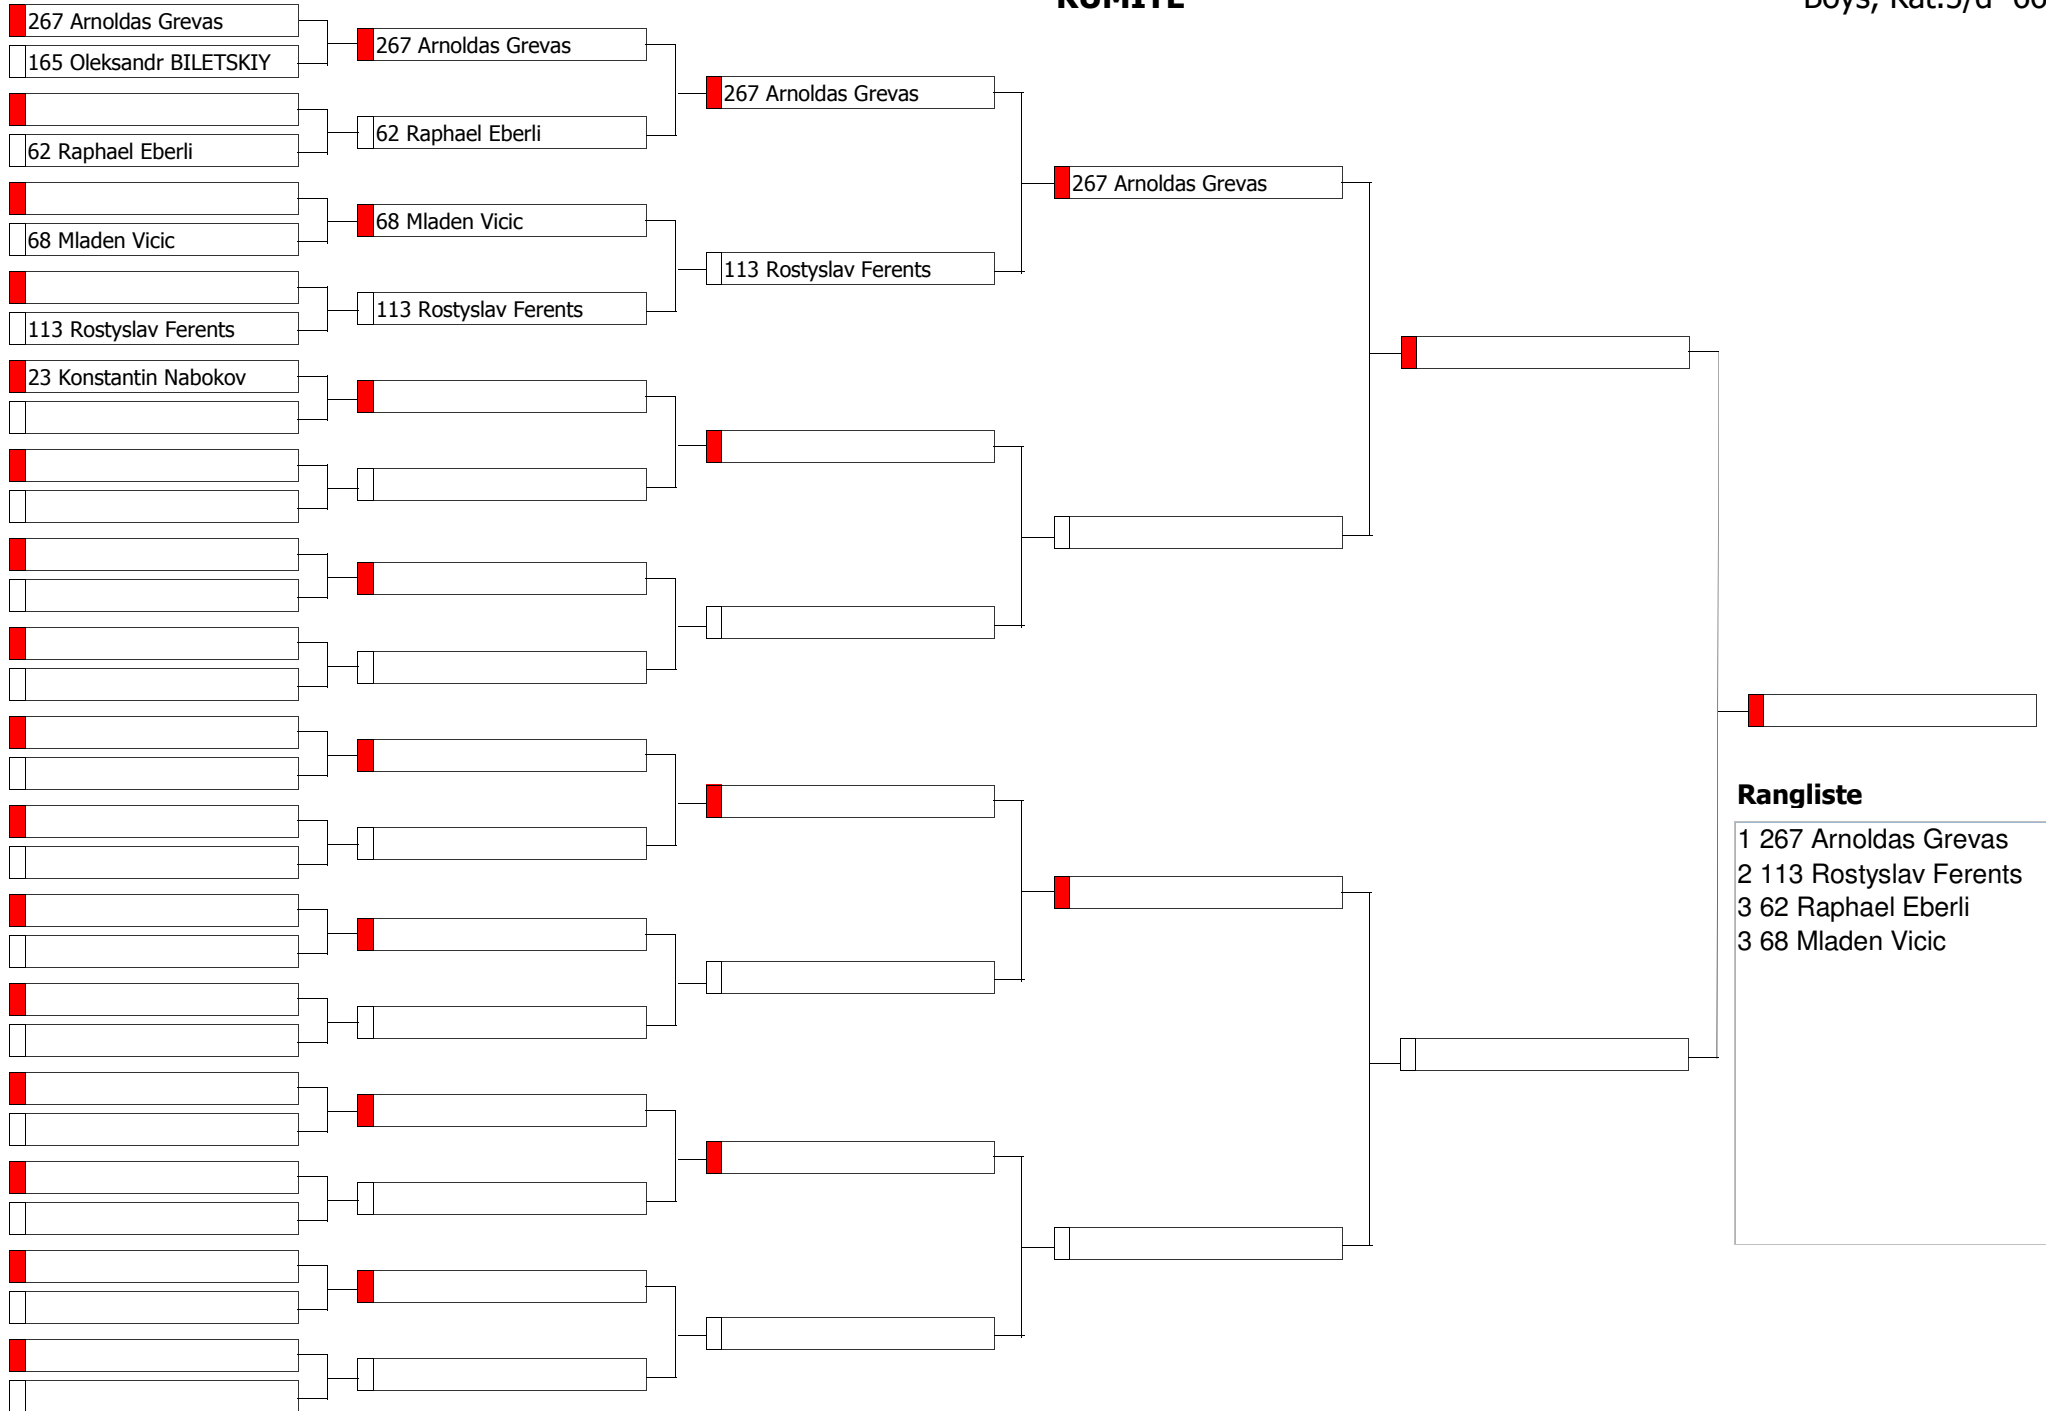 KUMITE
Boys, Kat.5/d
267 Arnoldas Grevas
165 Oleksandr BILETSKIY
62 Raphael Eberli
68 Mladen Vicic
113 Rostyslav Ferents
23 Konstantin Nabokov
267 Arnoldas Grevas
62 Raphael Eberli
68 Mladen Vicic
113 Rostyslav Ferents
267 Arnoldas Grevas
113 Rostyslav Ferents
267 Arnoldas Grevas
Rangliste
1 267 Arnoldas Grevas
2 113 Rostyslav Ferents
3 62 Raphael Eberli
3 68 Mladen Vicic